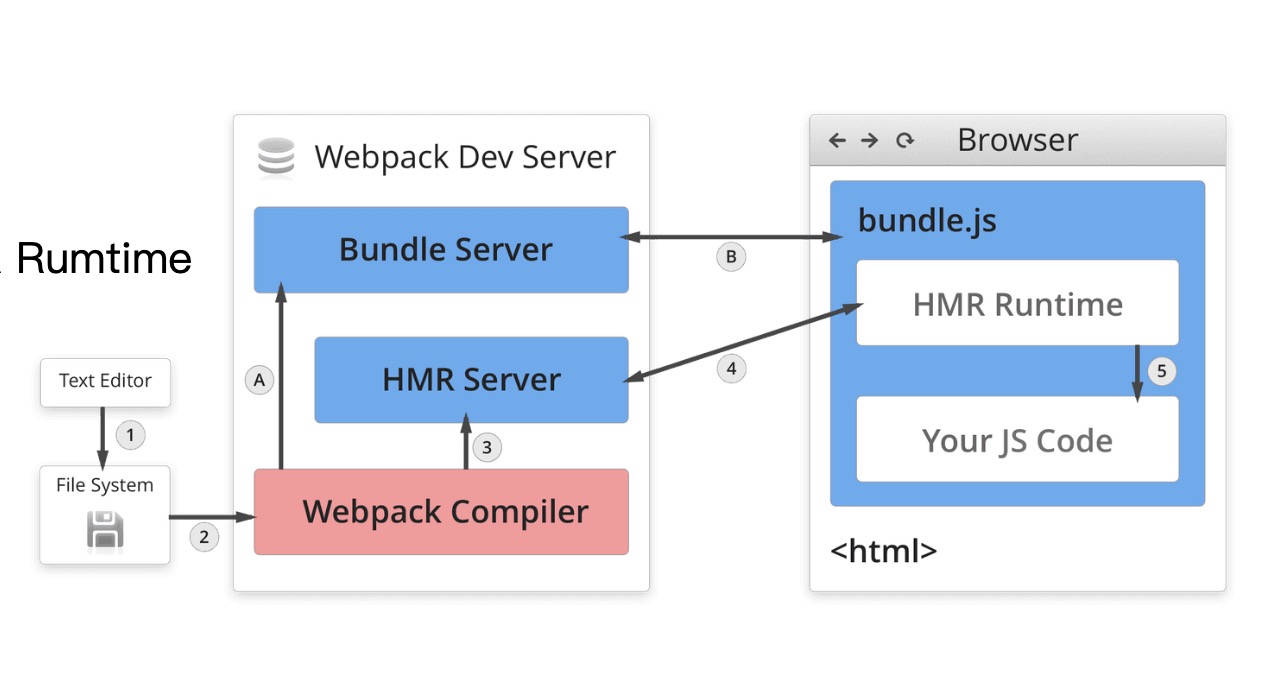 Webpack Dev Server
Browser
Bundle Server
bundle.js
B
Rumtime
HMR Runtime
HMR Server
4
5
A
Text Editor
1
3
Your JS Code
File System
Webpack Compiler
2
<html>